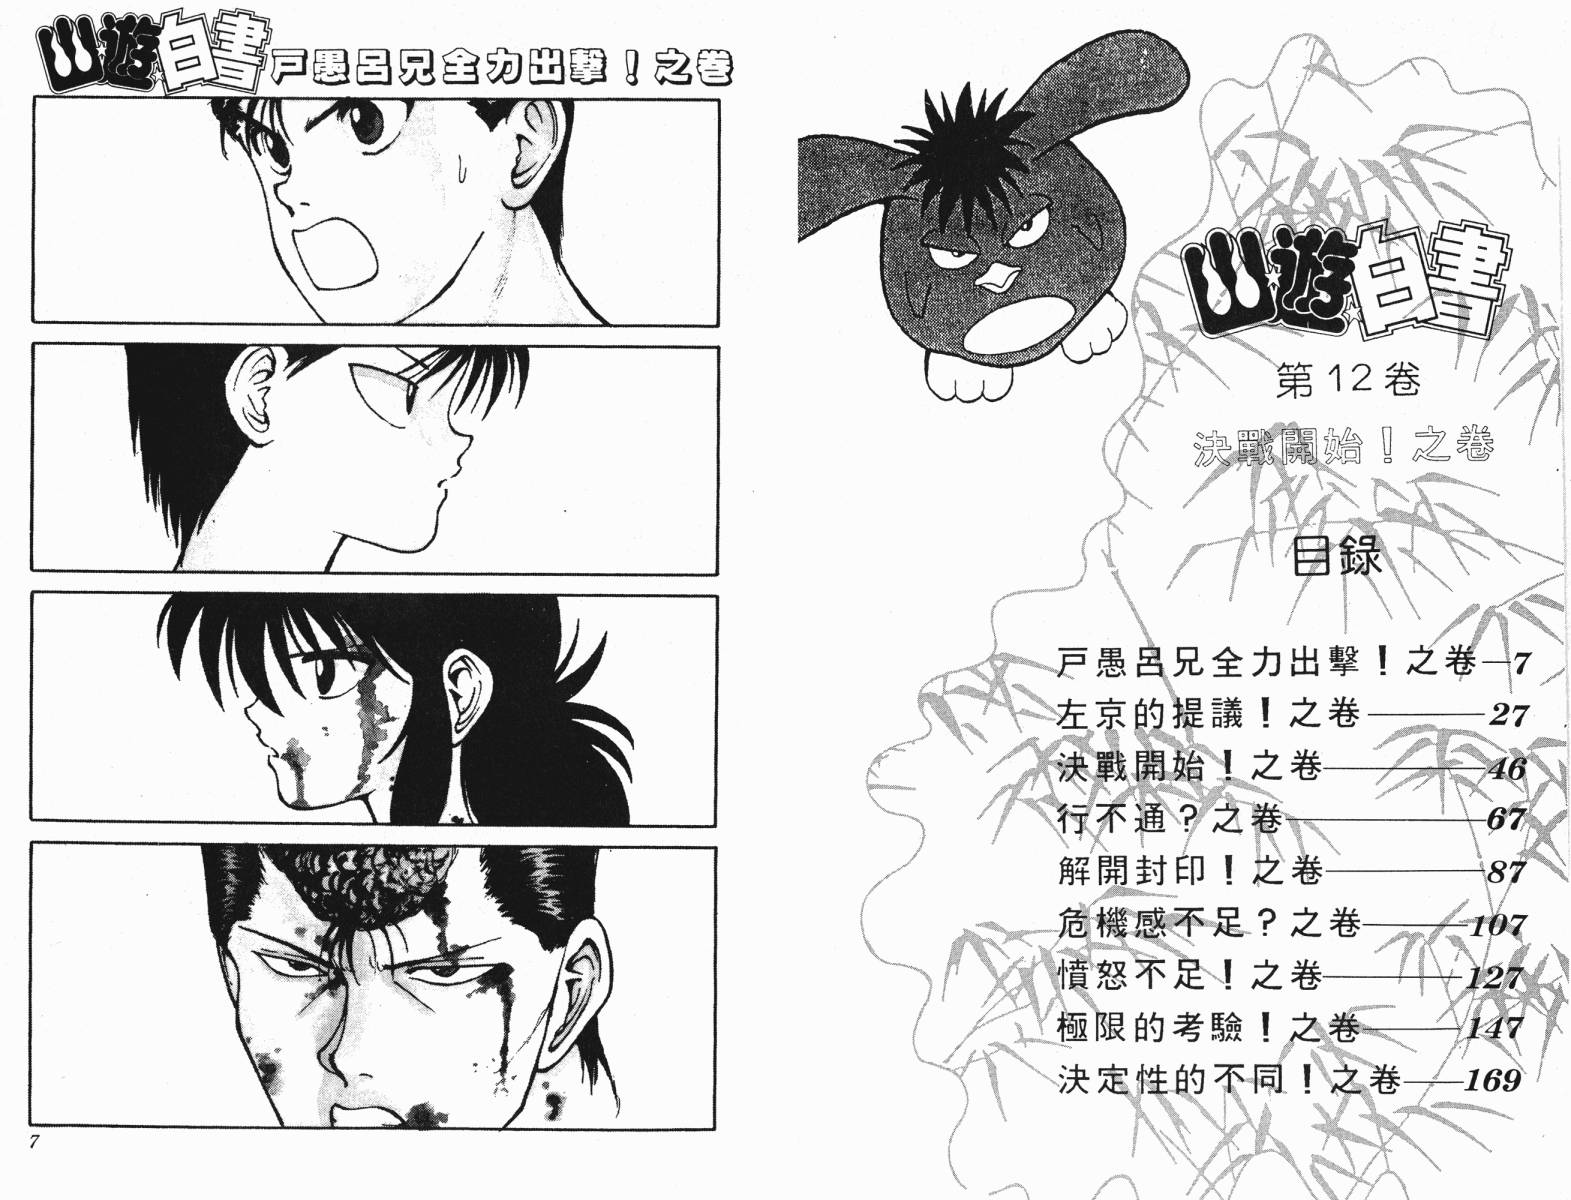 幽遊白書
第12卷
決戰開始！之卷
目錄
戸愚呂兄全力出擊！之卷—7
左京的提議！之卷——27
決戰開始！之卷——46
行不通？之卷——67
解開封印！之卷——87
危機感不足？之卷——107
憤怒不足！之卷——127
極限的考驗！之卷——147
決定性的不同！之卷——169
幽遊白書 戸愚呂兄全力出擊！之卷
7